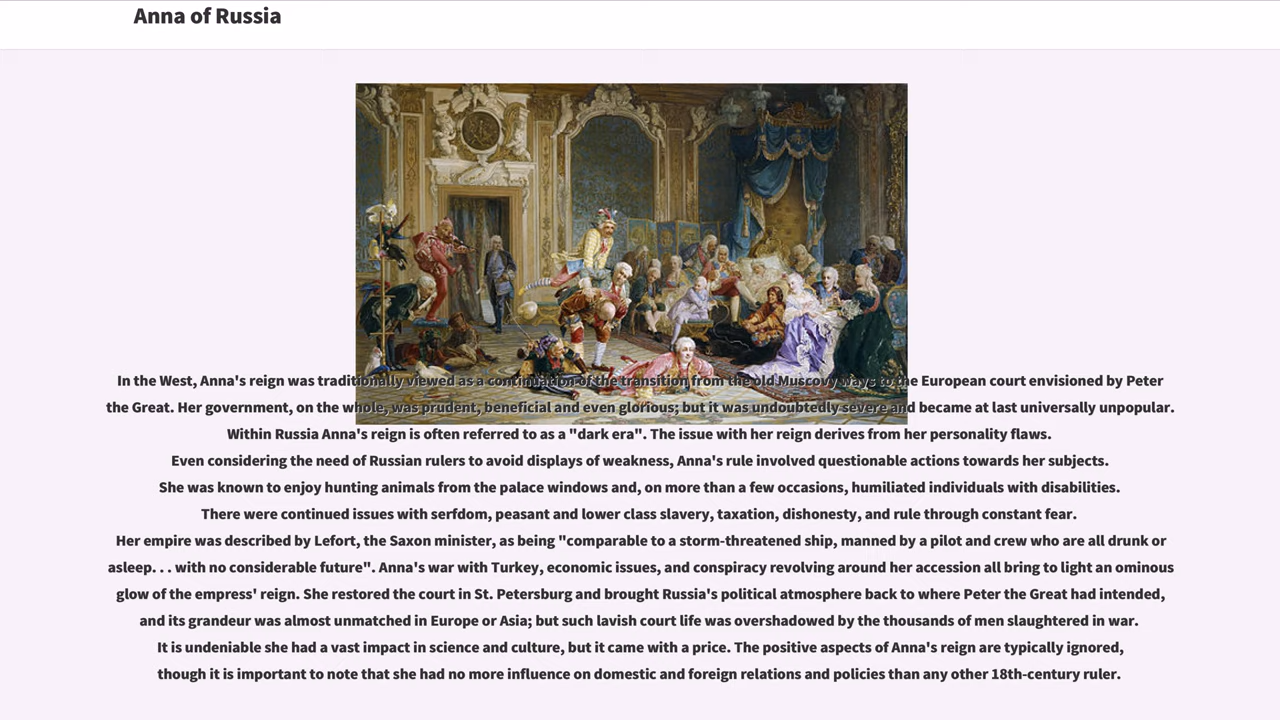 Anna of Russia
In the West, Anna's reign was traditionally viewed as a continuation of the transition from the old Muscovy ways to the European court envisioned by Peter
the Great. Her government, on the whole, was prudent, beneficial and even glorious; but it was undoubtedly severe and became at last universally unpopular.
Within Russia Anna's reign is often referred to as a "dark era". The issue with her reign derives from her personality flaws.
Even considering the need of Russian rulers to avoid displays of weakness, Anna's rule involved questionable actions towards her subjects.
She was known to enjoy hunting animals from the palace windows and, on more than a few occasions, humiliated individuals with disabilities.
There were continued issues with serfdom, peasant and lower class slavery, taxation, dishonesty, and rule through constant fear.
Her empire was described by Lefort, the Saxon minister, as being "comparable to a storm-threatened ship, manned by a pilot and crew who are all drunk or
asleep. . . with no considerable future". Anna's war with Turkey, economic issues, and conspiracy revolving around her accession all bring to light an ominous
glow of the empress' reign. She restored the court in St. Petersburg and brought Russia's political atmosphere back to where Peter the Great had intended,
and its grandeur was almost unmatched in Europe or Asia; but such lavish court life was overshadowed by the thousands of men slaughtered in war.
It is undeniable she had a vast impact in science and culture, but it came with a price. The positive aspects of Anna's reign are typically ignored,
though it is important to note that she had no more influence on domestic and foreign relations and policies than any other 18th-century ruler.